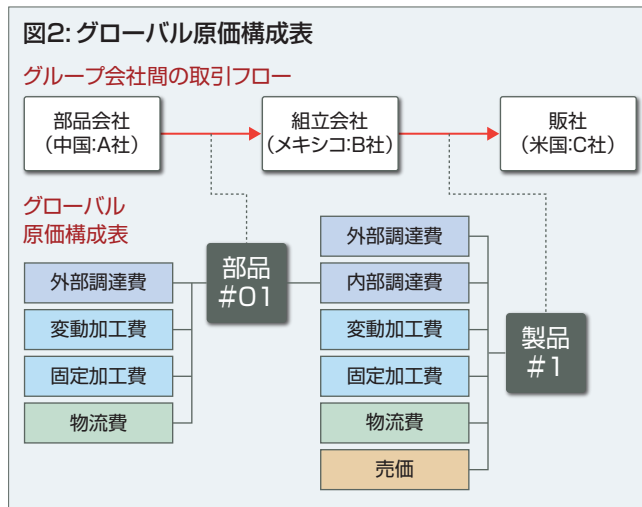 図2: グローバル原価構成表
グループ会社間の取引フロー
部品会社
（中国:A社）
組立会社
（メキシコ:B社）
販社
（米国:C社）
グローバル
原価構成表
外部調達費
変動加工費
固定加工費
物流費
部品
#01
外部調達費
内部調達費
変動加工費
固定加工費
物流費
売価
製品
#1